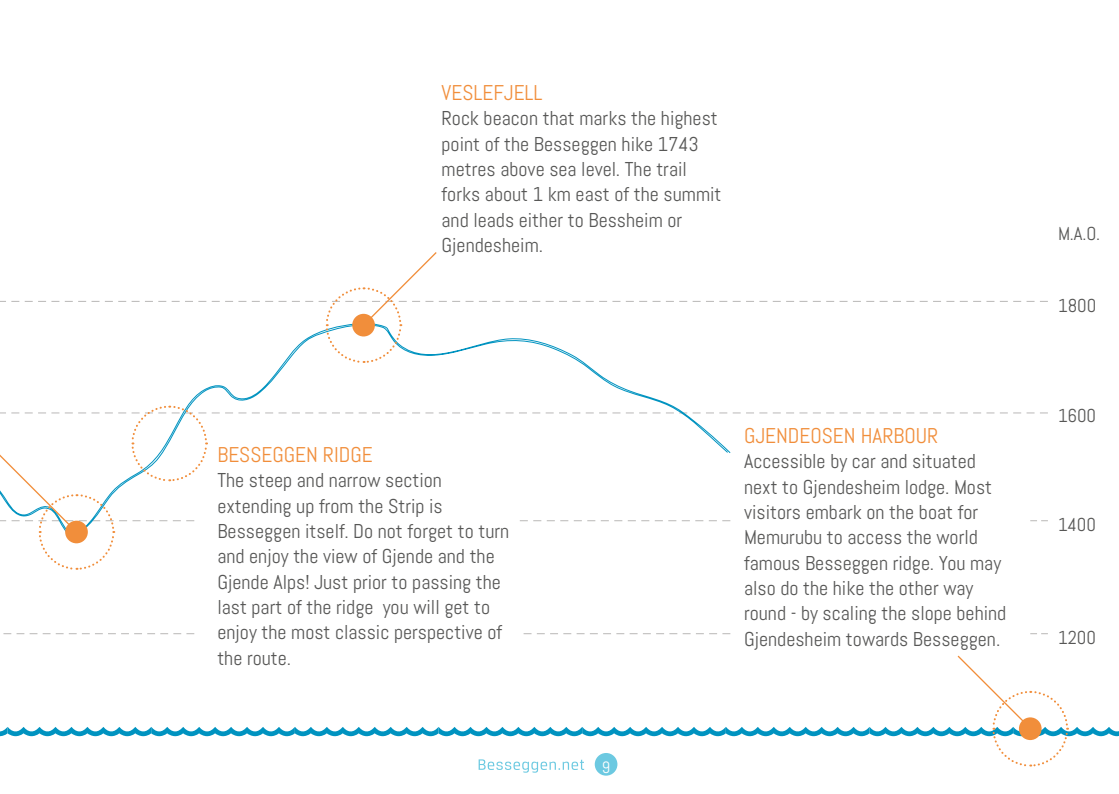 VESLEFJELL
Rock beacon that marks the highest
point of the Besseggen hike 1743
metres above sea level. The trail
forks about 1 km east of the summit
and leads either to Bessheim or
Gjendesheim.
M.A.O.
1800
1600
1400
1200
BESSEGGEN RIDGE
The steep and narrow section
extending up from the Strip is
Besseggen itself. Do not forget to turn
and enjoy the view of Gjende and the
Gjende Alps! Just prior to passing the
last part of the ridge  you will get to
enjoy the most classic perspective of
the route.
GJENDEOSEN HARBOUR
Accessible by car and situated
next to Gjendesheim lodge. Most
visitors embark on the boat for
Memurubu to access the world
famous Besseggen ridge. You may
also do the hike the other way
round - by scaling the slope behind
Gjendesheim towards Besseggen.
Besseggen.net 9